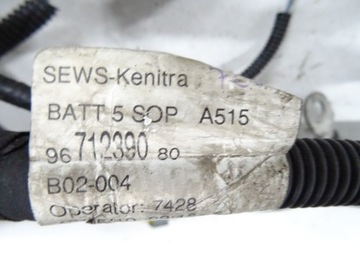 SEWS-Kenitra
BATT 5 SOP A515
96 712390 80
B02-004
Operator: 7428